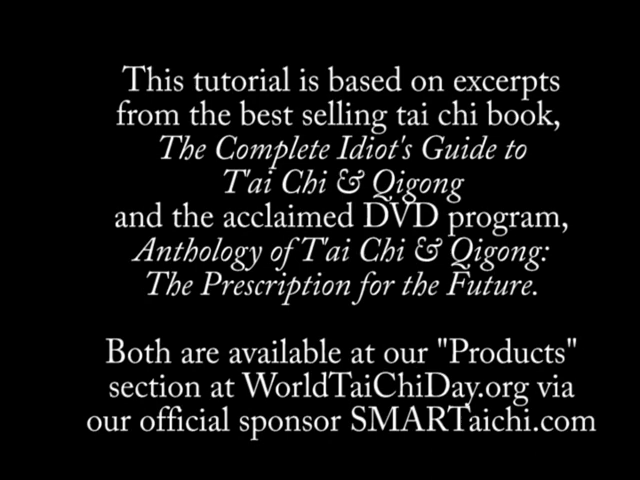 This tutorial is based on excerpts
from the best selling tai chi book,
The Complete Idiot's Guide to
T'ai Chi & Qigong
and the acclaimed DVD program,
Anthology of T'ai Chi & Qigong:
The Prescription for the Future.
Both are available at our "Products"
section at WorldTaiChiDay.org via
our official sponsor SMARTaichi.com